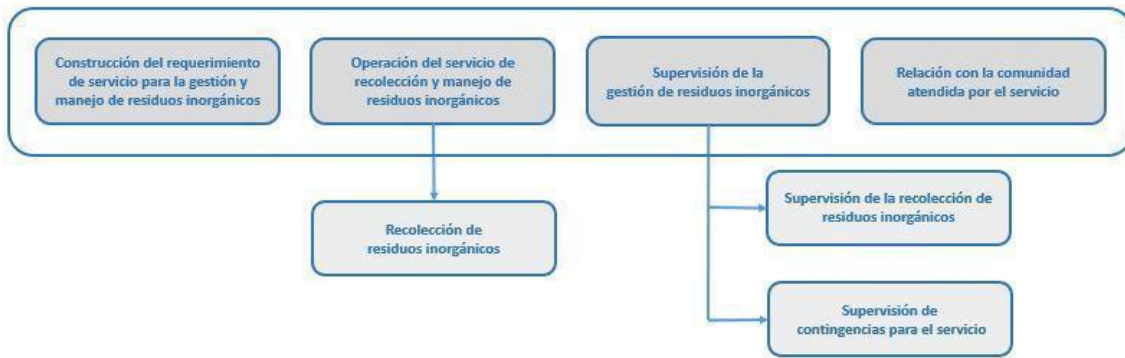 Construcción del requerimiento
de servicio para la gestión y
manejo de residuos inorgánicos
Operación del servicio de
recolección y manejo de
residuos inorgánicos
Supervisión de la
gestión de residuos inorgánicos
Relación con la comunidad
atendida por el servicio
Recolección de
residuos inorgánicos
Supervisión de la recolección de
residuos inorgánicos
Supervisión de
contingencias para el servicio